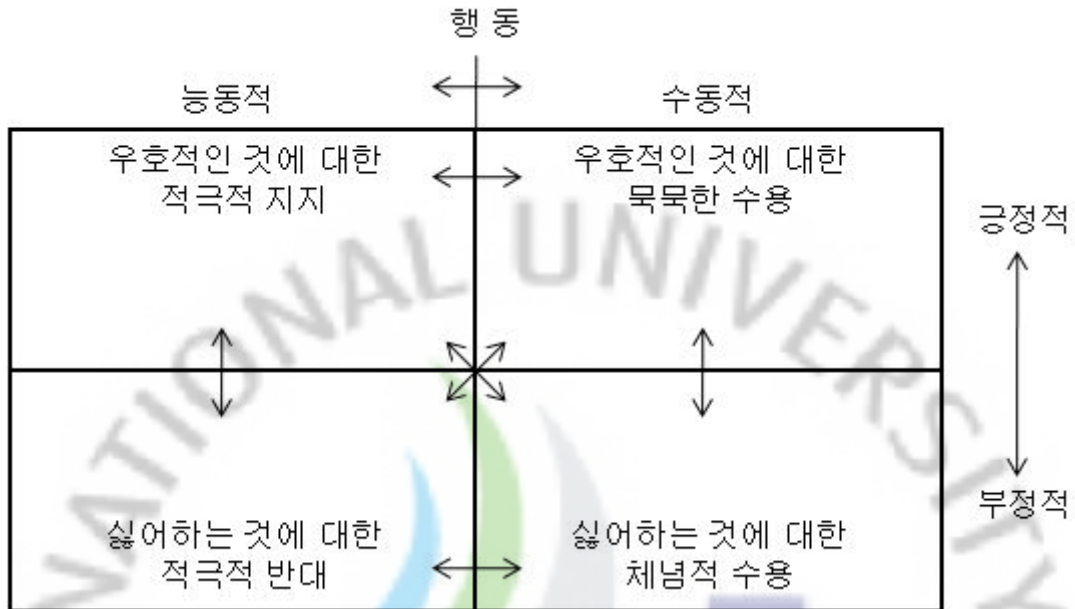 행 동
능동적
수동적
우호적인 것에 대한
적극적 지지
우호적인 것에 대한
묵묵한 수용
긍정적
부정적
싫어하는 것에 대한
적극적 반대
싫어하는 것에 대한
체념적 수용
NATIONAL UNIVERSITY